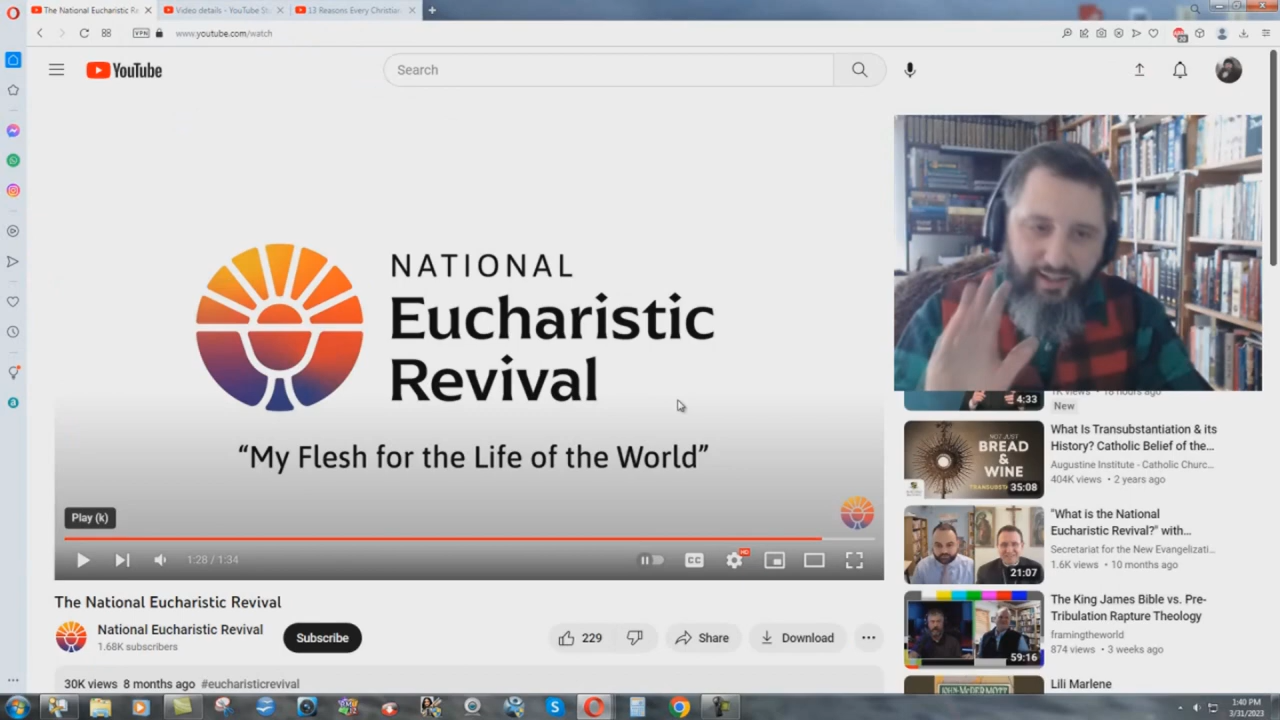 The National Eucharistic R
Video details - YouTube St
13 Reasons Every Christian
VPN
www.youtube.com/watch
YouTube
Search
NATIONAL
Eucharistic
Revival
“My Flesh for the Life of the World”
Play (k)
1:28 / 1:34
CC
HD
The National Eucharistic Revival
National Eucharistic Revival
1.68K subscribers
Subscribe
229
Share
Download
30K views 8 months ago #eucharisticrevival
4:33
New
NOT JUST
BREAD
&
WINE
35:08
What Is Transubstantiation & its
History? Catholic Belief of the...
Augustine Institute - Catholic Churc...
404K views • 2 years ago
21:07
"What is the National
Eucharistic Revival?" with...
Secretariat for the New Evangelizati...
1.6K views • 10 months ago
59:16
The King James Bible vs. Pre-
Tribulation Rapture Theology
framingtheworld
874 views • 3 weeks ago
Lili Marlene
1:40 PM
3/31/2023